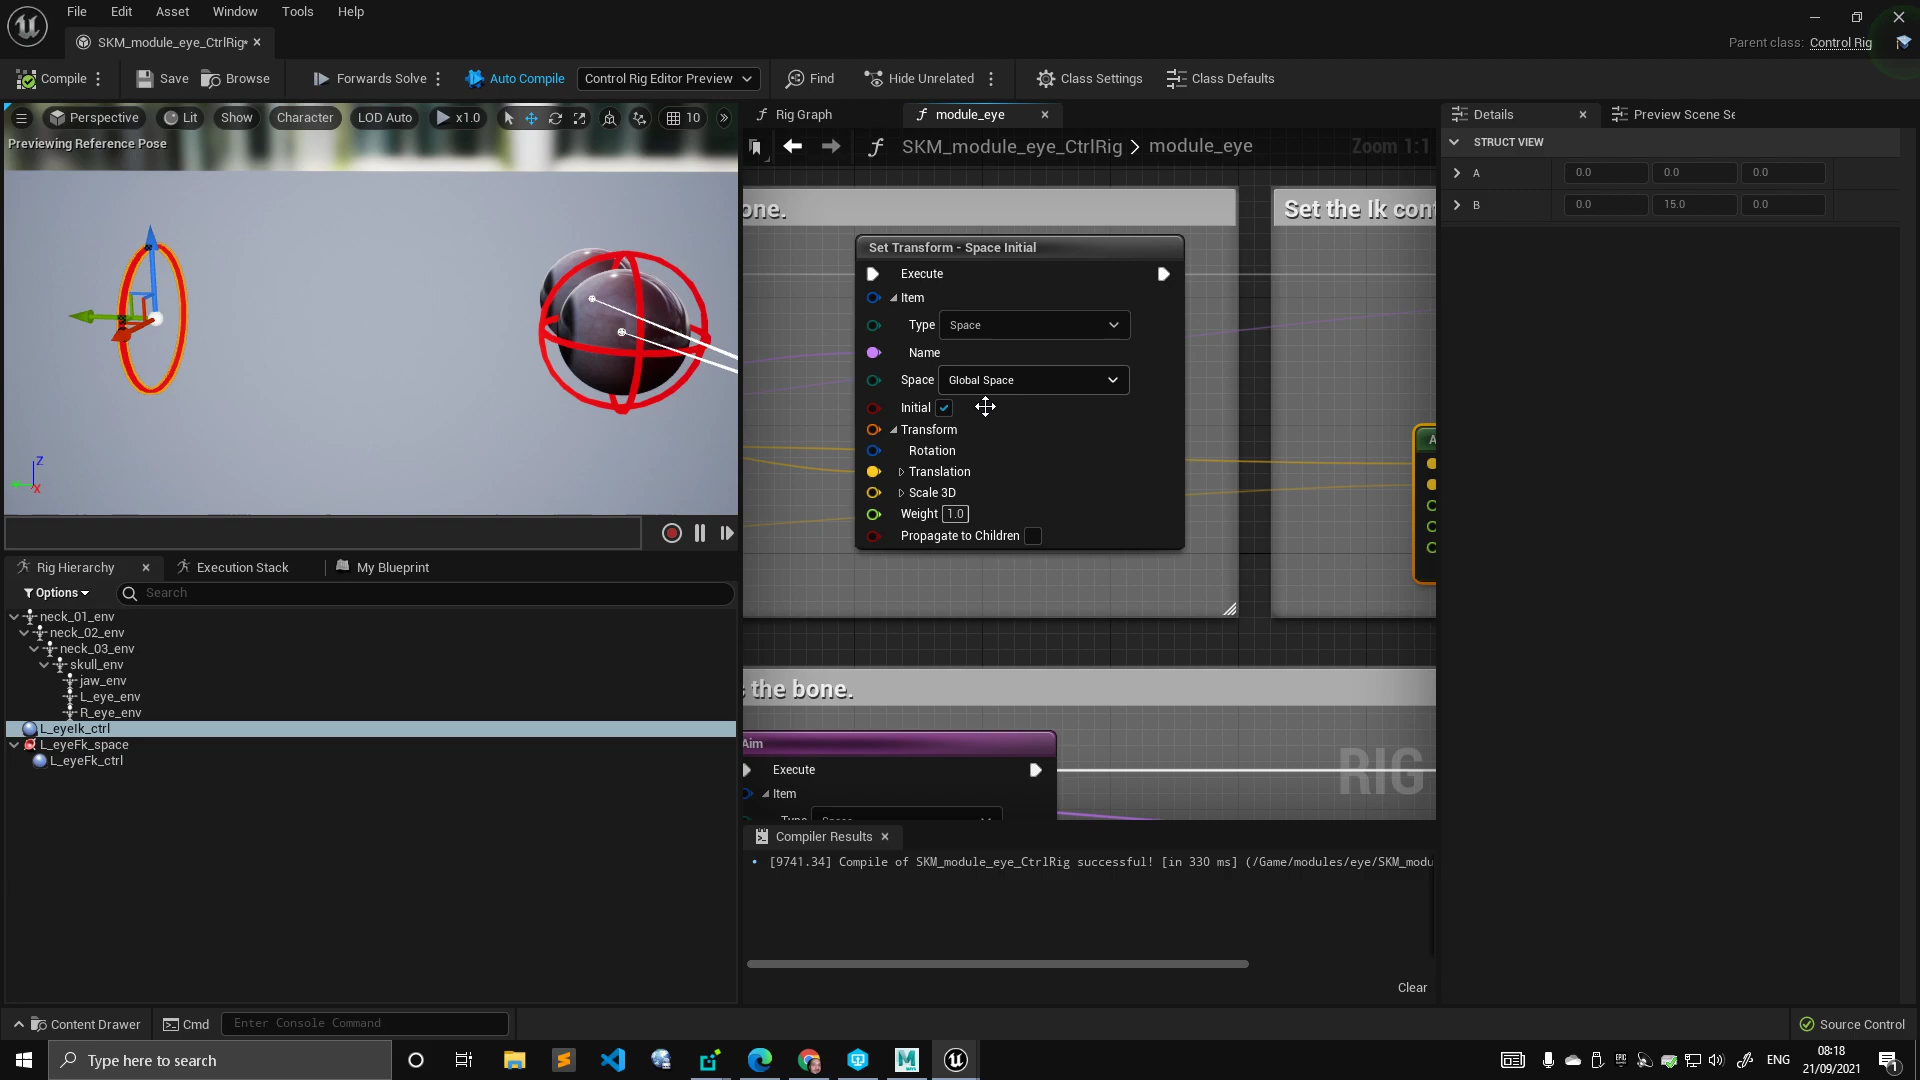 File Edit Asset Window Tools Help
SKM_module_eye_CtrlRig*
Parent class: Control Rig
Compile Save Browse Forwards Solve Auto Compile Control Rig Editor Preview Find Hide Unrelated Class Settings Class Defaults
Perspective Lit Show Character LOD Auto x1.0 10
Previewing Reference Pose
Z
X
Rig Graph module_eye
SKM_module_eye_CtrlRig > module_eye Zoom 1:1
one.
Set the Ik con
Set Transform - Space Initial
Execute
Item
Type Space
Name
Space Global Space
Initial
Transform
Rotation
Translation
Scale 3D
Weight 1.0
Propagate to Children
A
s the bone.
Aim
Execute
Item
RIG
Details Preview Scene Se
STRUCT VIEW
A 0.0 0.0 0.0
B 0.0 15.0 0.0
Rig Hierarchy Execution Stack My Blueprint
Options Search
neck_01_env
neck_02_env
neck_03_env
skull_env
jaw_env
L_eye_env
R_eye_env
L_eyeIk_ctrl
L_eyeFk_space
L_eyeFk_ctrl
Compiler Results
[9741.34] Compile of SKM_module_eye_CtrlRig successful! [in 330 ms] (/Game/modules/eye/SKM_modu
Clear
Content Drawer Cmd Enter Console Command Source Control
Type here to search
ENG
08:18
21/09/2021
1